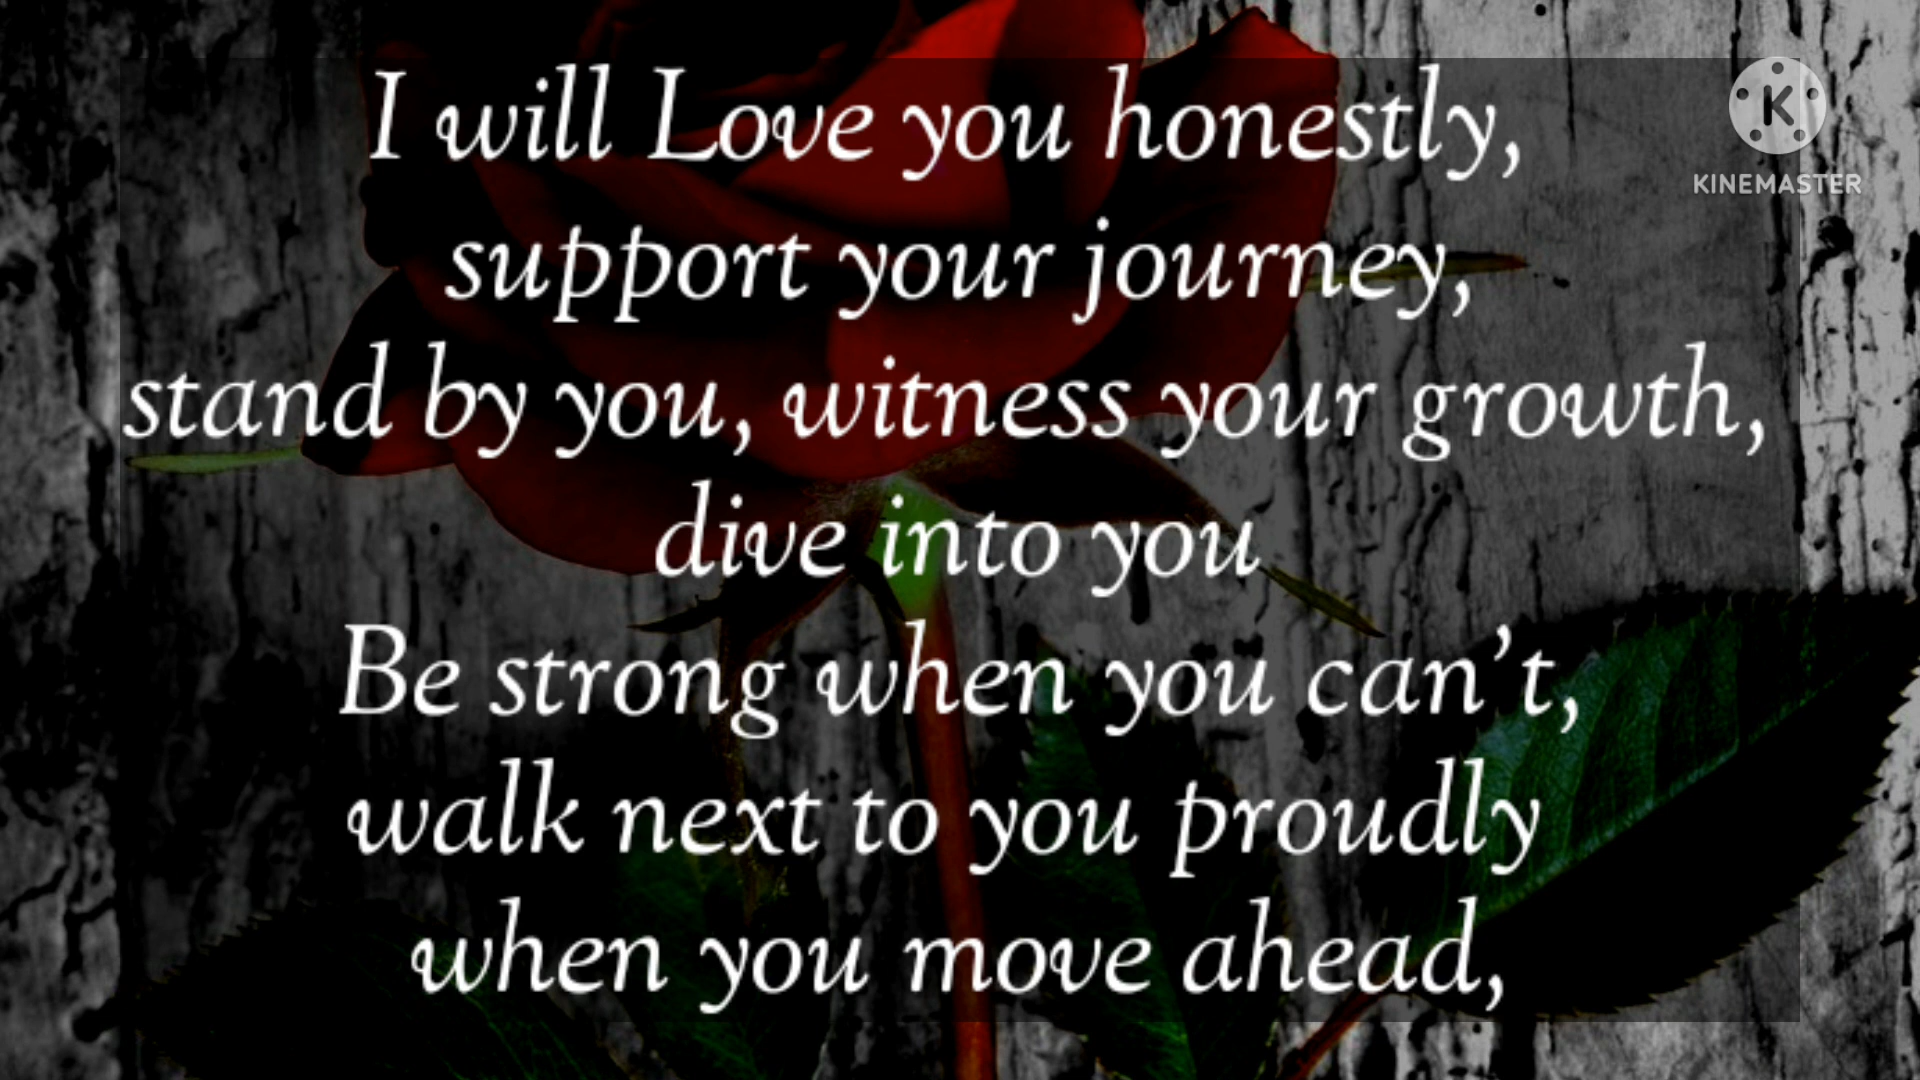 I will Love you honestly,
K
KINEMASTER
support your journey,
stand by you, witness your growth,
dive into you
Be strong when you can't,
walk next to you proudly
when you move ahead,